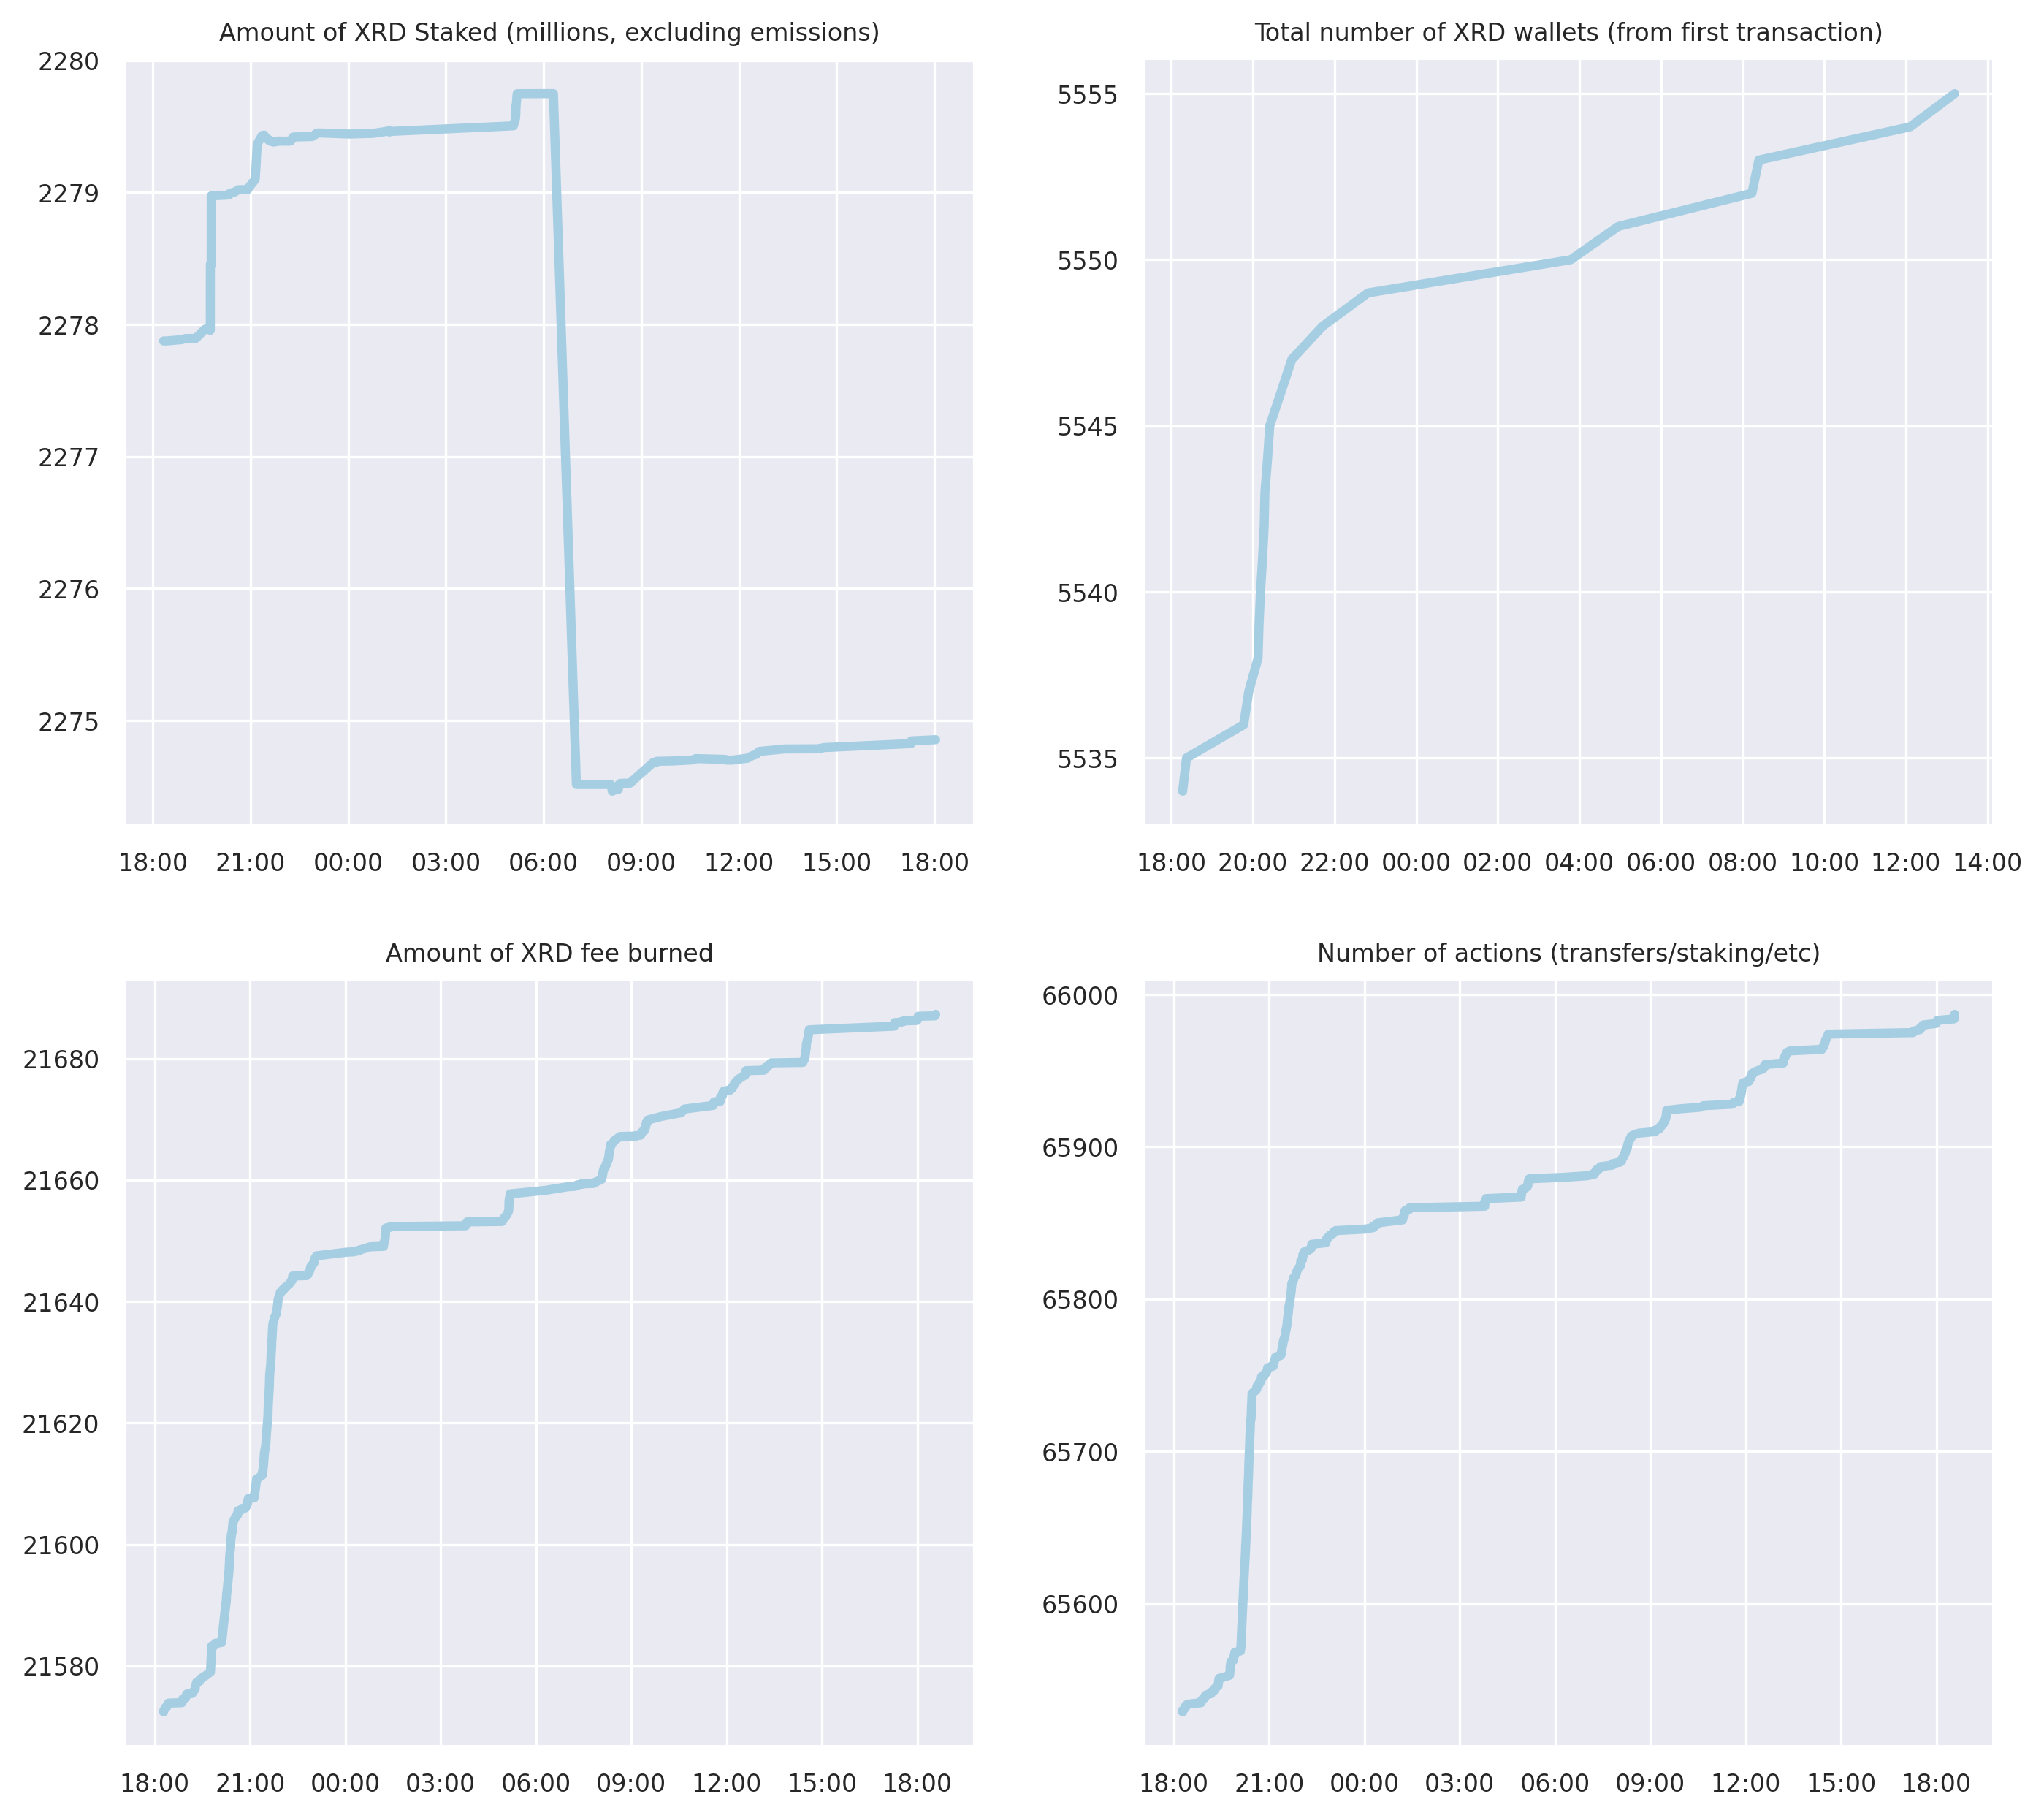 Amount of XRD Staked (millions, excluding emissions)
2280
2279
2278
2277
2276
2275
18:00 21:00 00:00 03:00 06:00 09:00 12:00 15:00 18:00
Total number of XRD wallets (from first transaction)
5555
5550
5545
5540
5535
18:00 20:00 22:00 00:00 02:00 04:00 06:00 08:00 10:00 12:00 14:00
Amount of XRD fee burned
21680
21660
21640
21620
21600
21580
18:00 21:00 00:00 03:00 06:00 09:00 12:00 15:00 18:00
Number of actions (transfers/staking/etc)
66000
65900
65800
65700
65600
18:00 21:00 00:00 03:00 06:00 09:00 12:00 15:00 18:00